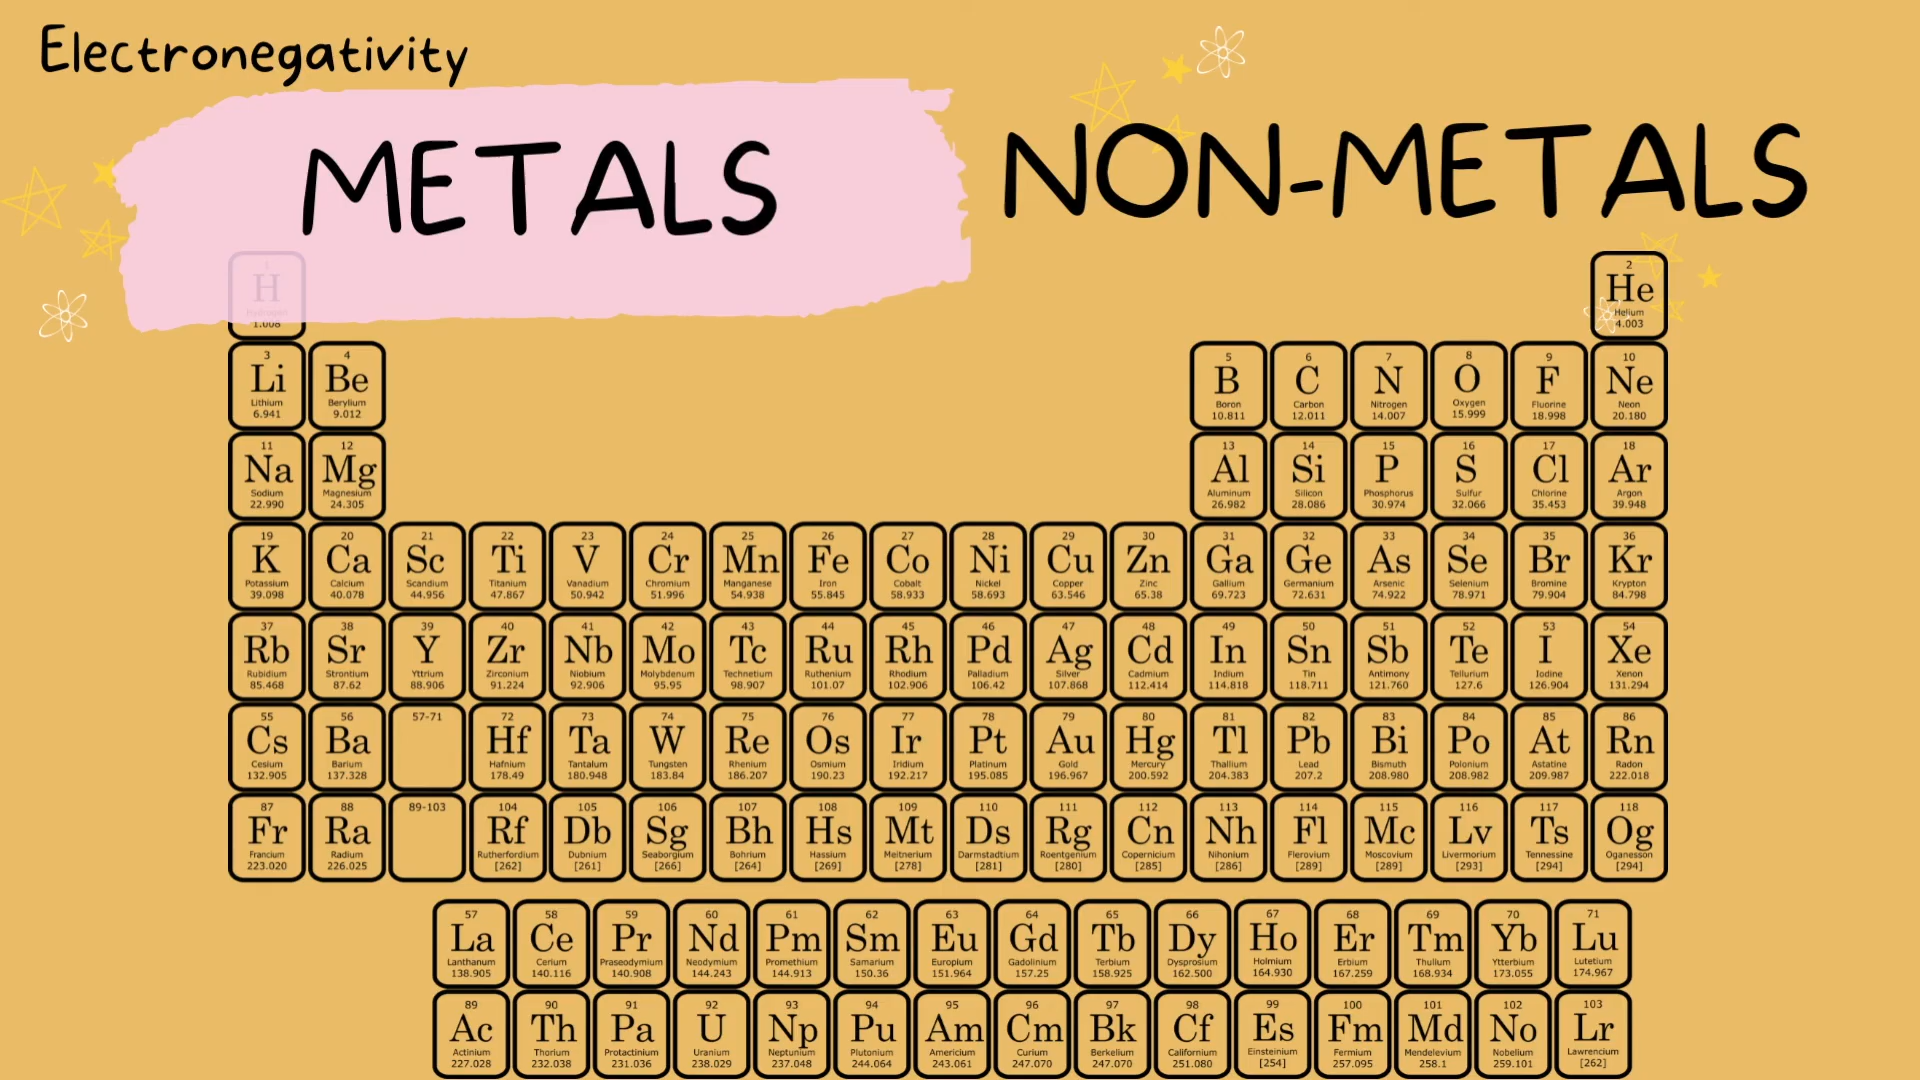 Electronegativity
METALS NON-METALS
1 2
H He
Hydrogen Helium
1.008 4.003
3 4 5 6 7 8 9 10
Li Be B C N O F Ne
Lithium Berylium Boron Carbon Nitrogen Oxygen Fluorine Neon
6.941 9.012 10.811 12.011 14.007 15.999 18.998 20.180
11 12 13 14 15 16 17 18
Na Mg Al Si P S Cl Ar
Sodium Magnesium Aluminum Silicon Phosphorus Sulfur Chlorine Argon
22.990 24.305 26.982 28.086 30.974 32.066 35.453 39.948
19 20 21 22 23 24 25 26 27 28 29 30 31 32 33 34 35 36
K Ca Sc Ti V Cr Mn Fe Co Ni Cu Zn Ga Ge As Se Br Kr
Potassium Calcium Scandium Titanium Vanadium Chromium Manganese Iron Cobalt Nickel Copper Zinc Gallium Germanium Arsenic Selenium Bromine Krypton
39.098 40.078 44.956 47.867 50.942 51.996 54.938 55.845 58.933 58.693 63.546 65.38 69.723 72.631 74.922 78.971 79.904 84.798
37 38 39 40 41 42 43 44 45 46 47 48 49 50 51 52 53 54
Rb Sr Y Zr Nb Mo Tc Ru Rh Pd Ag Cd In Sn Sb Te I Xe
Rubidium Strontium Yttrium Zirconium Niobium Molybdenum Technetium Ruthenium Rhodium Palladium Silver Cadmium Indium Tin Antimony Tellurium Iodine Xenon
85.468 87.62 88.906 91.224 92.906 95.95 98.907 101.07 102.906 106.42 107.868 112.414 114.818 118.711 121.760 127.6 126.904 131.294
55 56 57-71 72 73 74 75 76 77 78 79 80 81 82 83 84 85 86
Cs Ba Hf Ta W Re Os Ir Pt Au Hg Tl Pb Bi Po At Rn
Cesium Barium Hafnium Tantalum Tungsten Rhenium Osmium Iridium Platinum Gold Mercury Thallium Lead Bismuth Polonium Astatine Radon
132.905 137.328 178.49 180.948 183.84 186.207 190.23 192.217 195.085 196.967 200.592 204.383 207.2 208.980 208.982 209.987 222.018
87 88 89-103 104 105 106 107 108 109 110 111 112 113 114 115 116 117 118
Fr Ra Rf Db Sg Bh Hs Mt Ds Rg Cn Nh Fl Mc Lv Ts Og
Francium Radium Rutherfordium Dubnium Seaborgium Bohrium Hassium Meitnerium Darmstadtium Roentgenium Copernicium Nihonium Flerovium Moscovium Livermorium Tennessine Oganesson
223.020 226.025 [262] [261] [266] [264] [269] [278] [281] [280] [285] [286] [289] [289] [293] [294] [294]
57 58 59 60 61 62 63 64 65 66 67 68 69 70 71
La Ce Pr Nd Pm Sm Eu Gd Tb Dy Ho Er Tm Yb Lu
Lanthanum Cerium Praseodymium Neodymium Promethium Samarium Europium Gadolinium Terbium Dysprosium Holmium Erbium Thulium Ytterbium Lutetium
138.905 140.116 140.908 144.243 144.913 150.36 151.964 157.25 158.925 162.500 164.930 167.259 168.934 173.055 174.967
89 90 91 92 93 94 95 96 97 98 99 100 101 102 103
Ac Th Pa U Np Pu Am Cm Bk Cf Es Fm Md No Lr
Actinium Thorium Protactinium Uranium Neptunium Plutonium Americium Curium Berkelium Californium Einsteinium Fermium Mendelevium Nobelium Lawrencium
227.028 232.038 231.036 238.029 237.048 244.064 243.061 247.070 247.070 251.080 [254] 257.095 258.1 259.101 [262]